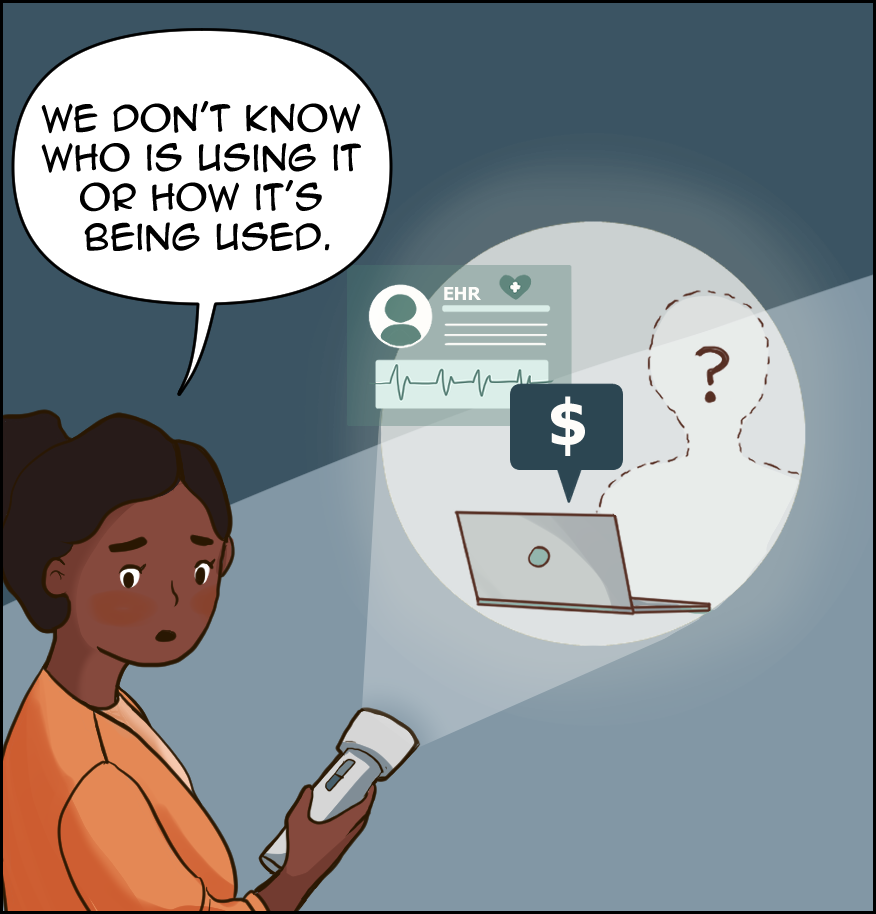 WE DON'T KNOW
WHO IS USING IT
OR HOW IT'S
BEING USED.
EHR
?
$